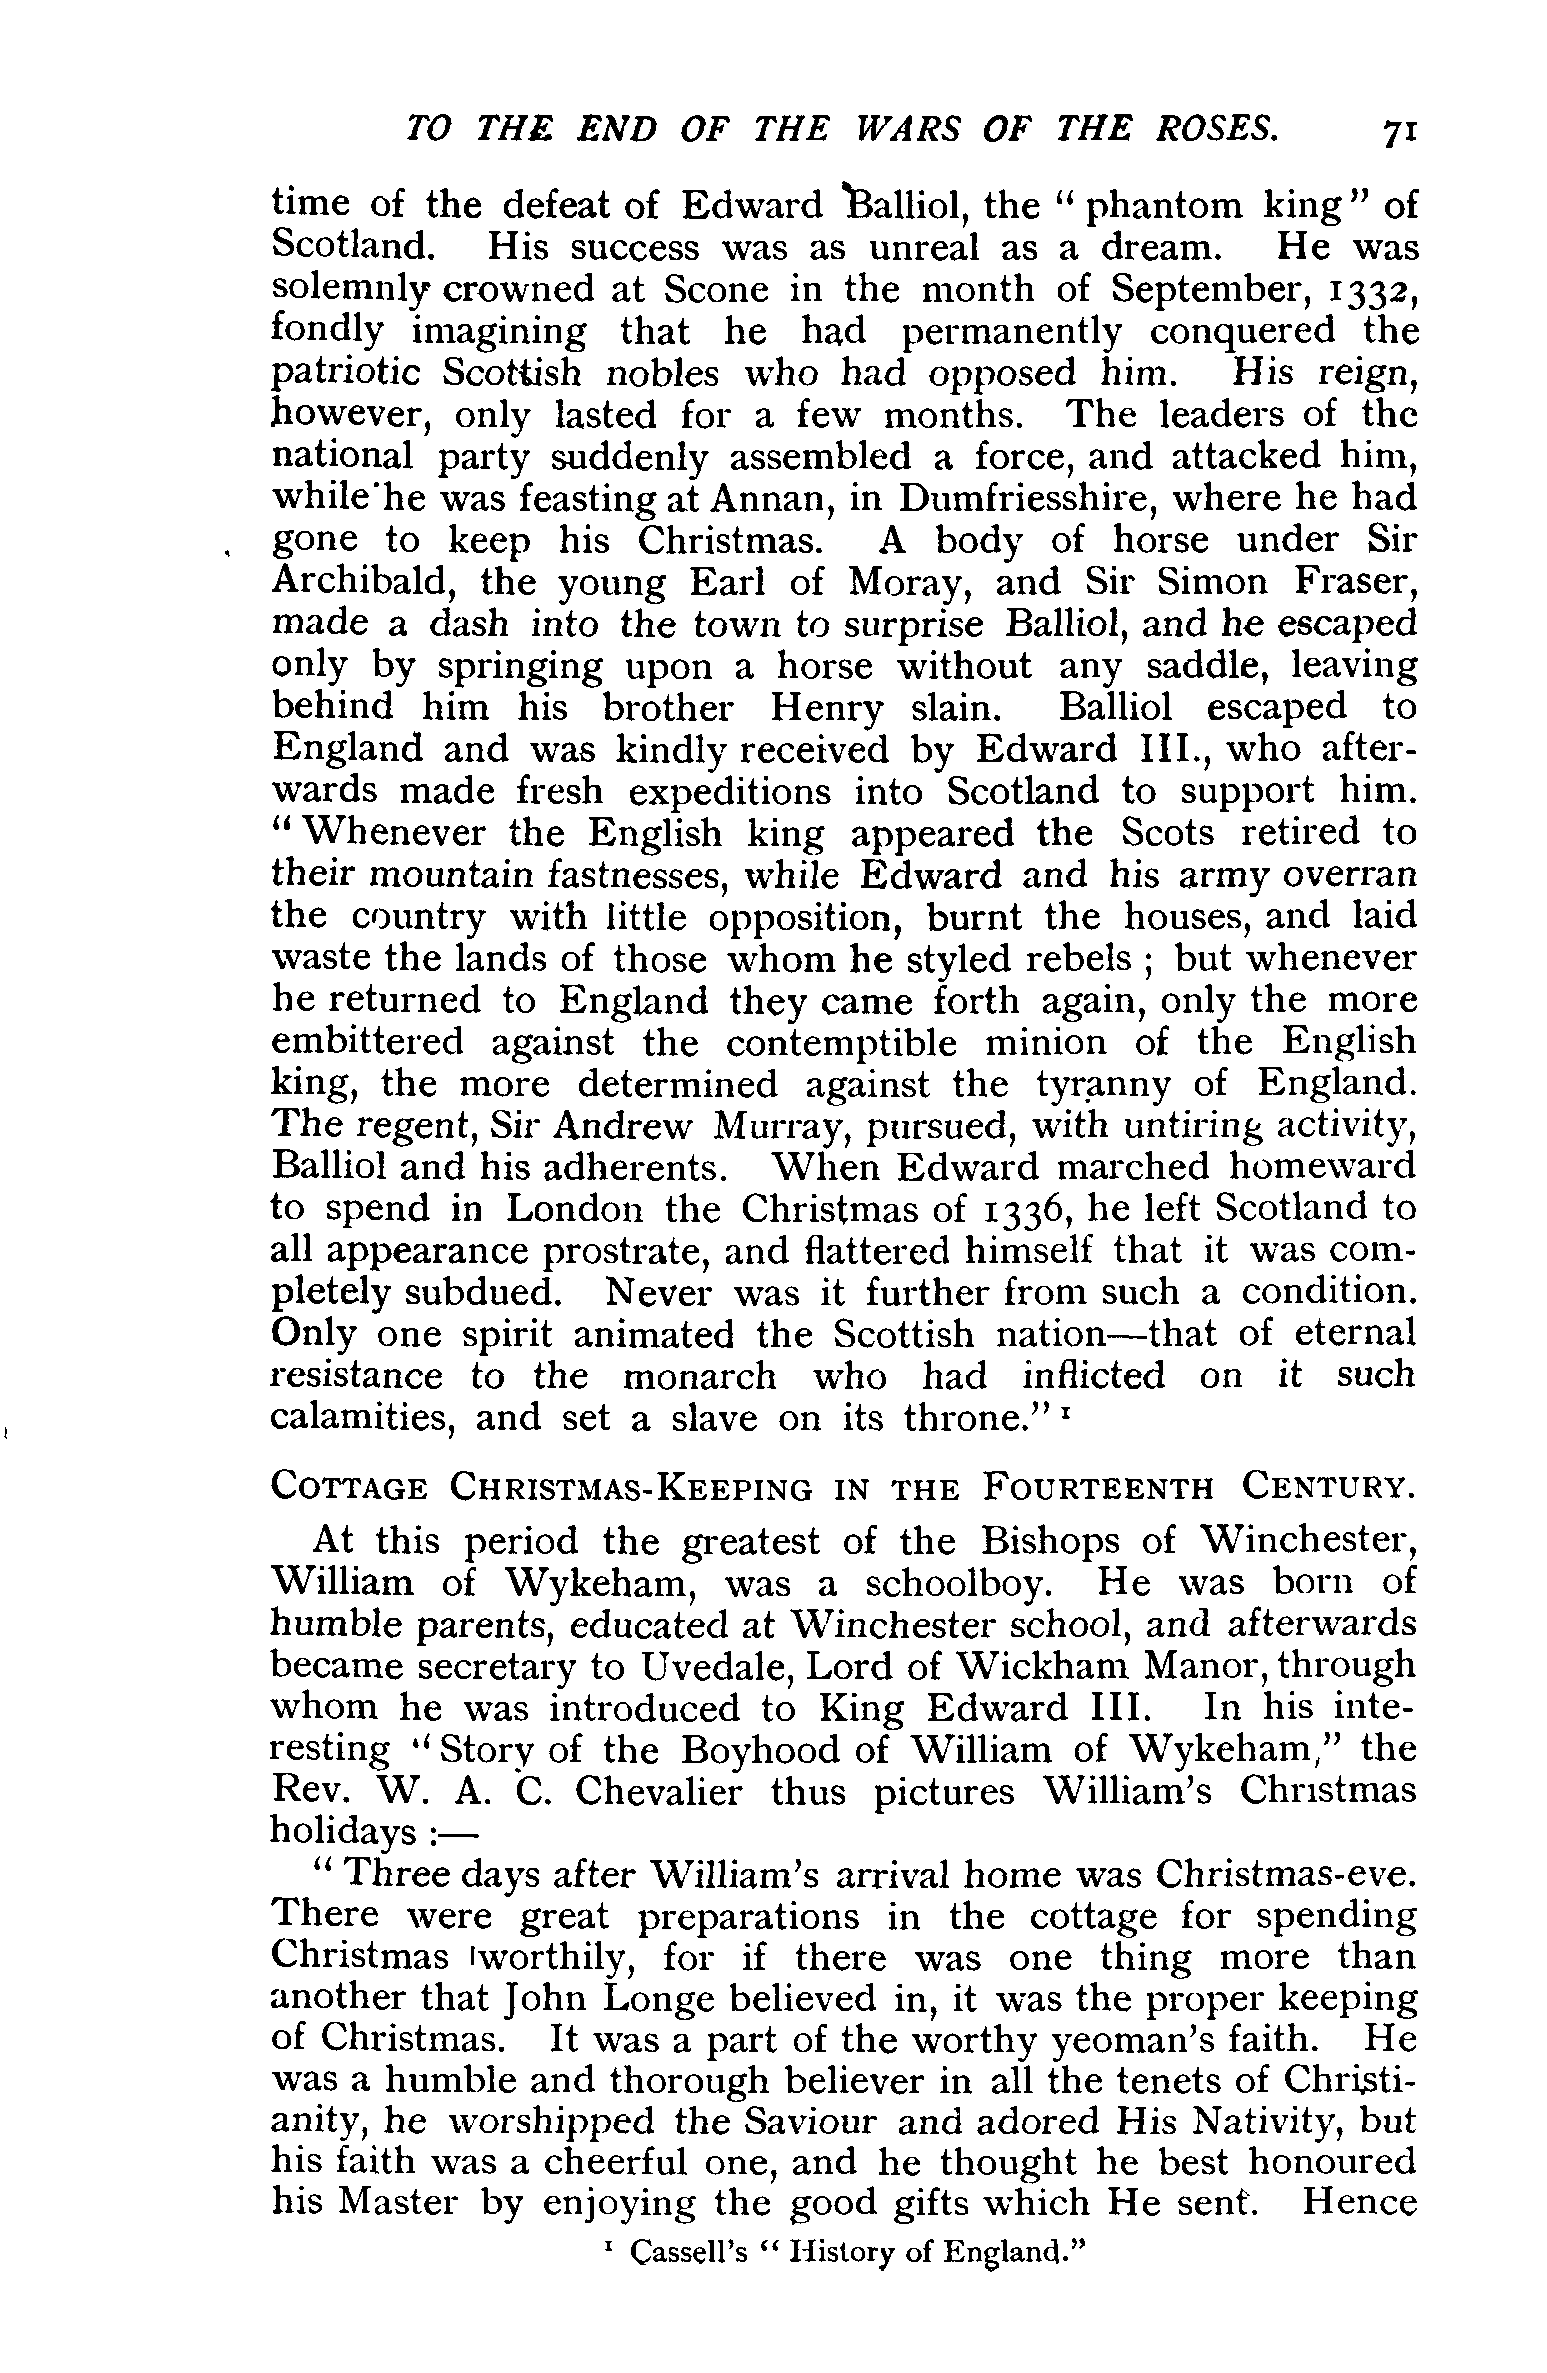 TO THE END OF THE WARS OF THE ROSES. 71
time of the defeat of Edward Balliol, the “ phantom king” of
Scotland. His success was as unreal as a dream. He was
solemnly crowned at Scone in the month of September, 1332,
fondly imagining that he had permanently conquered the
patriotic Scottish nobles who had opposed him. His reign,
however, only lasted for a few months. The leaders of the
national party suddenly assembled a force, and attacked him,
while he was feasting at Annan, in Dumfriesshire, where he had
gone to keep his Christmas. A body of horse under Sir
Archibald, the young Earl of Moray, and Sir Simon Fraser,
made a dash into the town to surprise Balliol, and he escaped
only by springing upon a horse without any saddle, leaving
behind him his brother Henry slain. Balliol escaped to
England and was kindly received by Edward III., who after-
wards made fresh expeditions into Scotland to support him.
“ Whenever the English king appeared the Scots retired to
their mountain fastnesses, while Edward and his army overran
the country with little opposition, burnt the houses, and laid
waste the lands of those whom he styled rebels ; but whenever
he returned to England they came forth again, only the more
embittered against the contemptible minion of the English
king, the more determined against the tyranny of England.
The regent, Sir Andrew Murray, pursued, with untiring activity,
Balliol and his adherents. When Edward marched homeward
to spend in London the Christmas of 1336, he left Scotland to
all appearance prostrate, and flattered himself that it was com-
pletely subdued. Never was it further from such a condition.
Only one spirit animated the Scottish nation—that of eternal
resistance to the monarch who had inflicted on it such
calamities, and set a slave on its throne.” 1
COTTAGE CHRISTMAS-KEEPING IN THE FOURTEENTH CENTURY.
At this period the greatest of the Bishops of Winchester,
William of Wykeham, was a schoolboy. He was born of
humble parents, educated at Winchester school, and afterwards
became secretary to Uvedale, Lord of Wickham Manor, through
whom he was introduced to King Edward III. In his inte-
resting “ Story of the Boyhood of William of Wykeham,” the
Rev. W. A. C. Chevalier thus pictures William’s Christmas
holidays :—
“ Three days after William’s arrival home was Christmas-eve.
There were great preparations in the cottage for spending
Christmas worthily, for if there was one thing more than
another that John Longe believed in, it was the proper keeping
of Christmas. It was a part of the worthy yeoman’s faith. He
was a humble and thorough believer in all the tenets of Christi-
anity, he worshipped the Saviour and adored His Nativity, but
his faith was a cheerful one, and he thought he best honoured
his Master by enjoying the good gifts which He sent. Hence
1 Cassell’s “ History of England.”